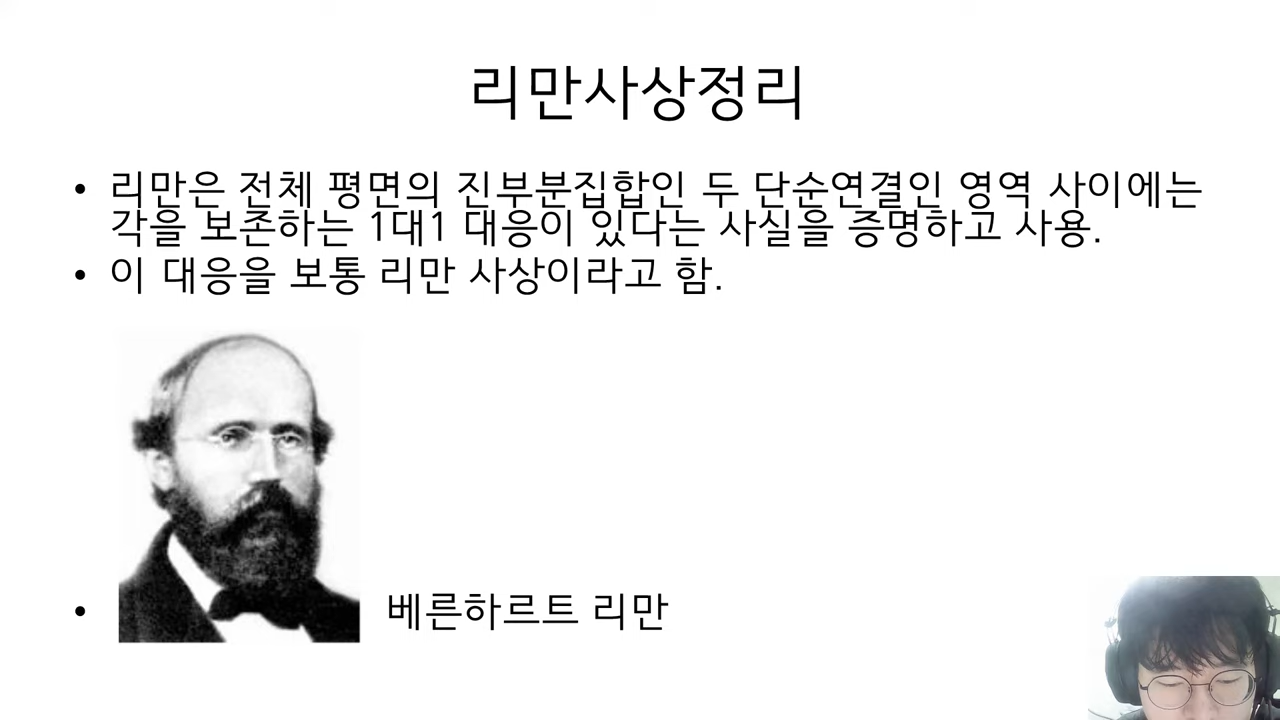 리만사상정리
• 리만은 전체 평면의 진부분집합인 두 단순연결인 영역 사이에는
각을 보존하는 1대1 대응이 있다는 사실을 증명하고 사용.
• 이 대응을 보통 리만 사상이라고 함.
• 베른하르트 리만